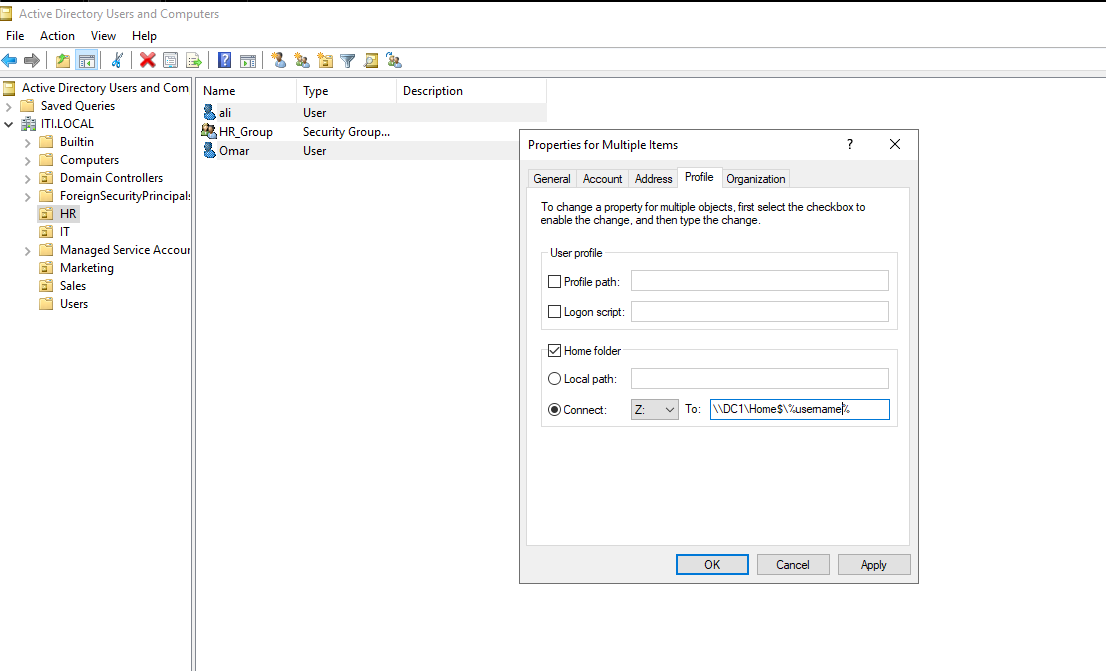 Active Directory Users and Computers
File Action View Help
Active Directory Users and Com
Saved Queries
ITI.LOCAL
Builtin
Computers
Domain Controllers
ForeignSecurityPrincipals
HR
IT
Managed Service Accour
Marketing
Sales
Users
Name Type Description
ali User
HR_Group Security Group...
Omar User
Properties for Multiple Items
?
General Account Address Profile Organization
To change a property for multiple objects, first select the checkbox to
enable the change, and then type the change.
User profile
Profile path:
Logon script:
Home folder
Local path:
Connect: Z: To: \\DC1\Home$\%username%
OK Cancel Apply